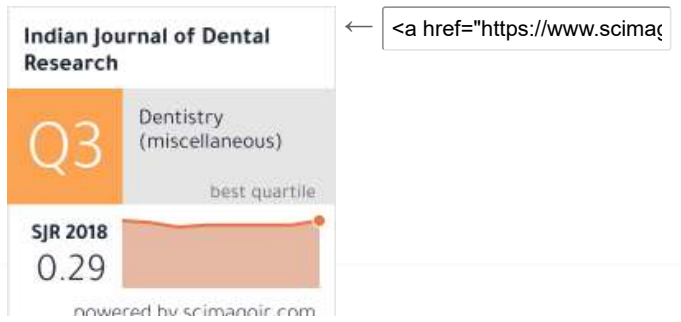 Indian Journal of Dental
Research
← <a href="https://www.scimag
Q3
Dentistry
(miscellaneous)
best quartile
SJR 2018
0.29
powered by scimagojr.com